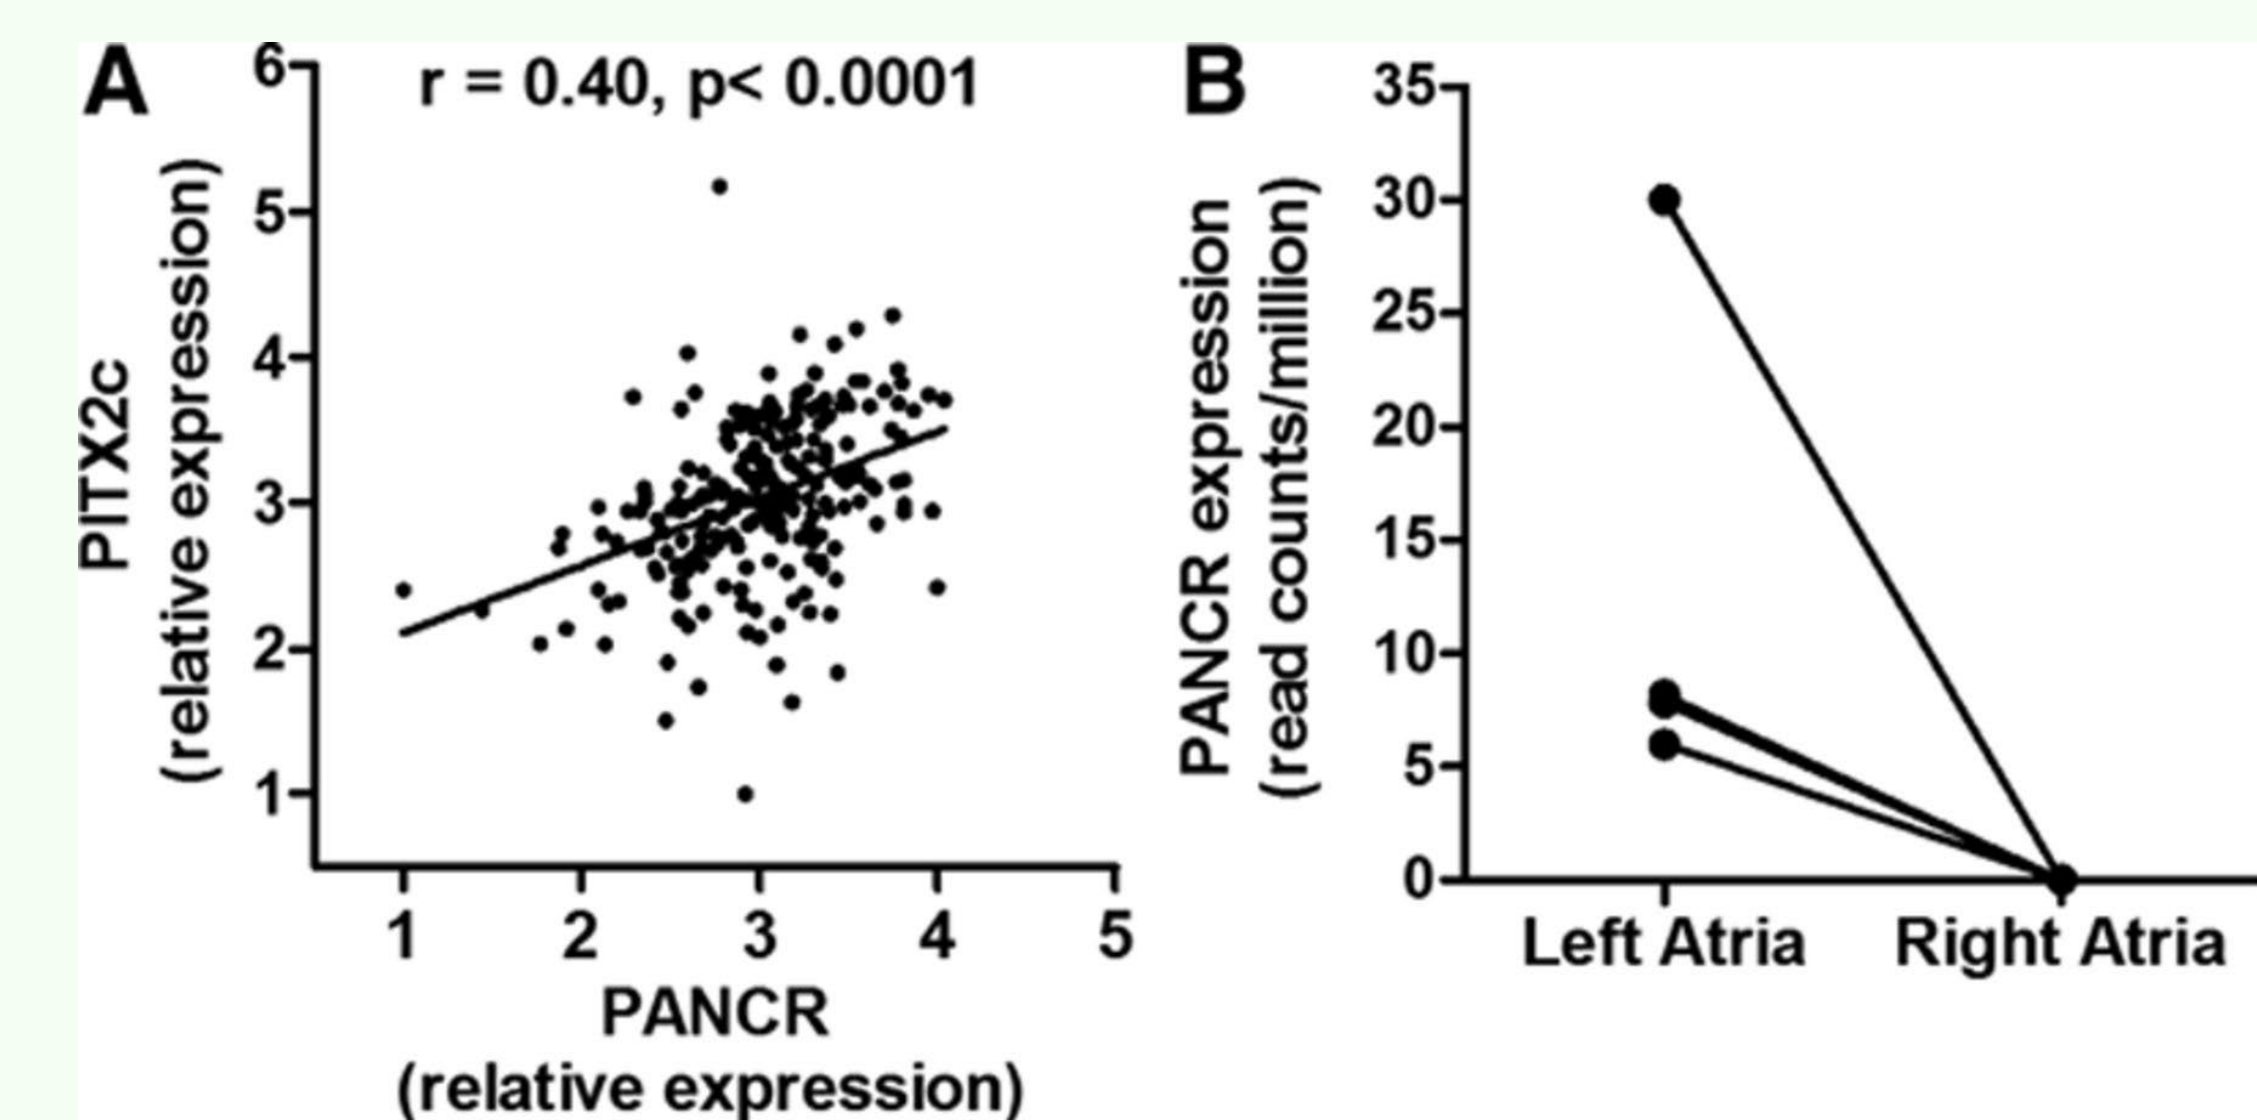 A
r = 0.40, p< 0.0001
PITX2c
(relative expression)
6
5
4
3
2
1
1 2 3 4 5
PANCR
(relative expression)
B
PANCR expression
(read counts/million)
35
30
25
20
15
10
5
0
Left Atria Right Atria